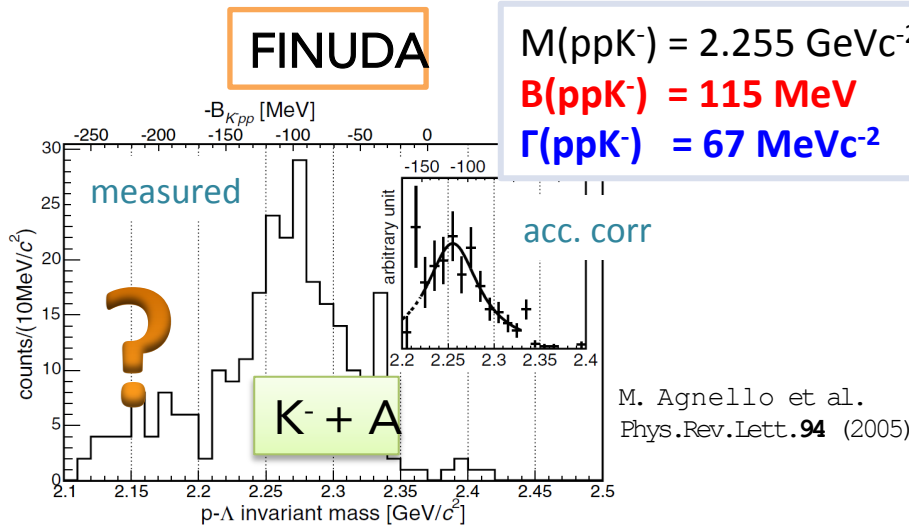 FINUDA
M(ppK⁻) = 2.255 GeVc⁻²
B(ppK⁻) = 115 MeV
Γ(ppK⁻) = 67 MeVc⁻²
-B_K⁻pp [MeV]
-250 -200 -150 -100 -50 0
measured
-150 -100
acc. corr
arbitrary unit
2.2 2.25 2.3 2.35 2.4
counts/(10MeV/c²)
30
25
20
15
10
5
0
?
K⁻ + A
2.1 2.15 2.2 2.25 2.3 2.35 2.4 2.45 2.5
p-Λ invariant mass [GeV/c²]
M. Agnello et al.
Phys.Rev.Lett.94 (2005)